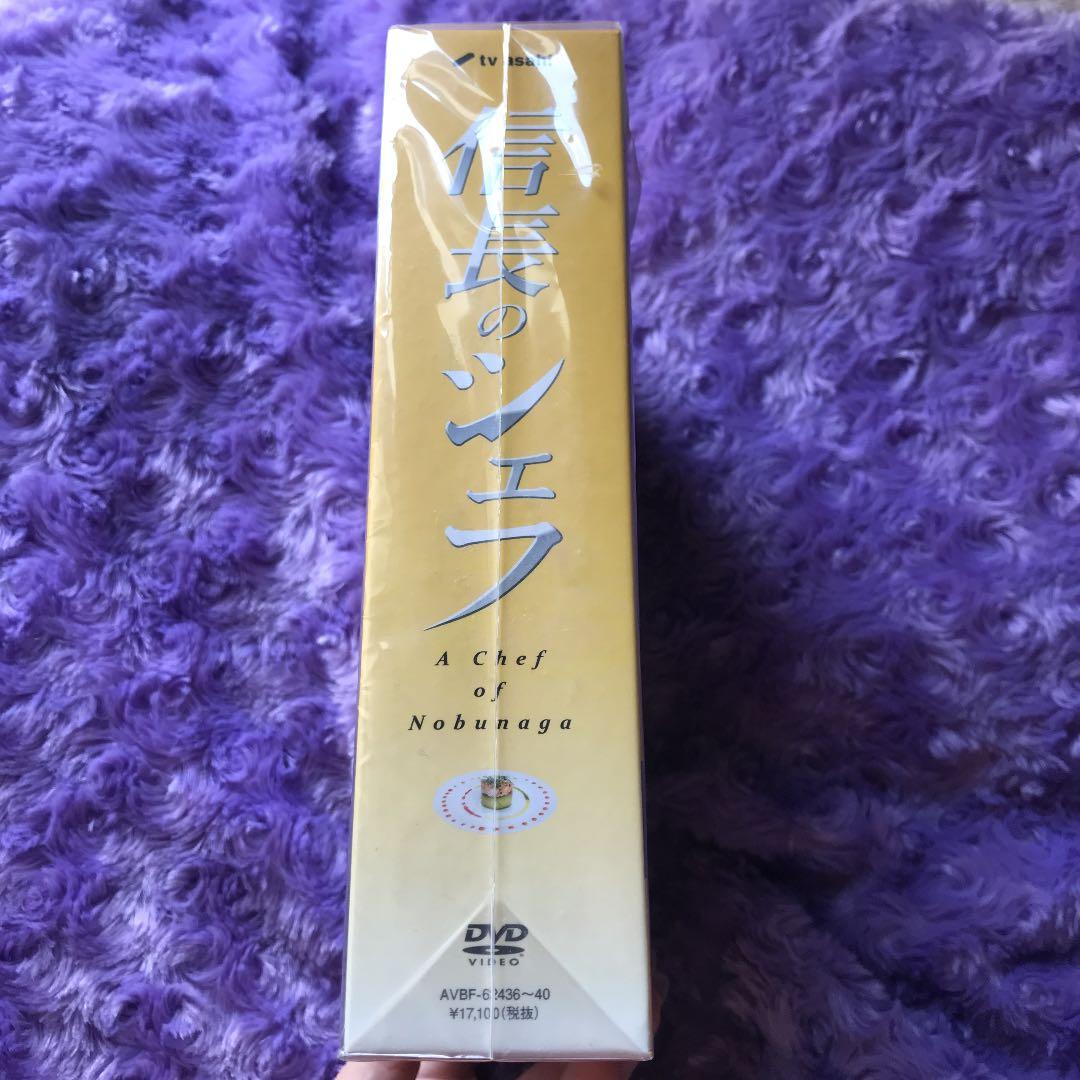 tv asahi
信長のシェフ
A Chef
of
Nobunaga
DVD
VIDEO
AVBF-62436～40
¥17,100(税抜)